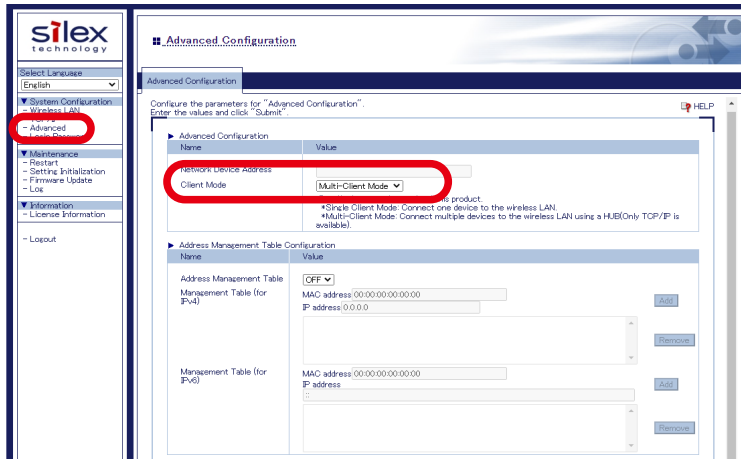 silex
technology
Advanced Configuration
Select Language
English
Advanced Configuration
▼ System Configuration
- Wireless LAN
- TCP/IP
- Advanced
- Login Password
▼ Maintenance
- Restart
- Setting Initialization
- Firmware Update
- Log
▼ Information
- License Information
- Logout
Configure the parameters for "Advanced Configuration".
Enter the values and click "Submit".
HELP
▶ Advanced Configuration
Name Value
Network Device Address
Client Mode Multi-Client Mode
is product.
*Single Client Mode: Connect one device to the wireless LAN.
*Multi-Client Mode: Connect multiple devices to the wireless LAN using a HUB(Only TCP/IP is
available).
▶ Address Management Table Configuration
Name Value
Address Management Table OFF
Management Table (for
IPv4)
MAC address 00:00:00:00:00:00
IP address 0.0.0.0
Add
Remove
Management Table (for
IPv6)
MAC address 00:00:00:00:00:00
IP address
::
Add
Remove